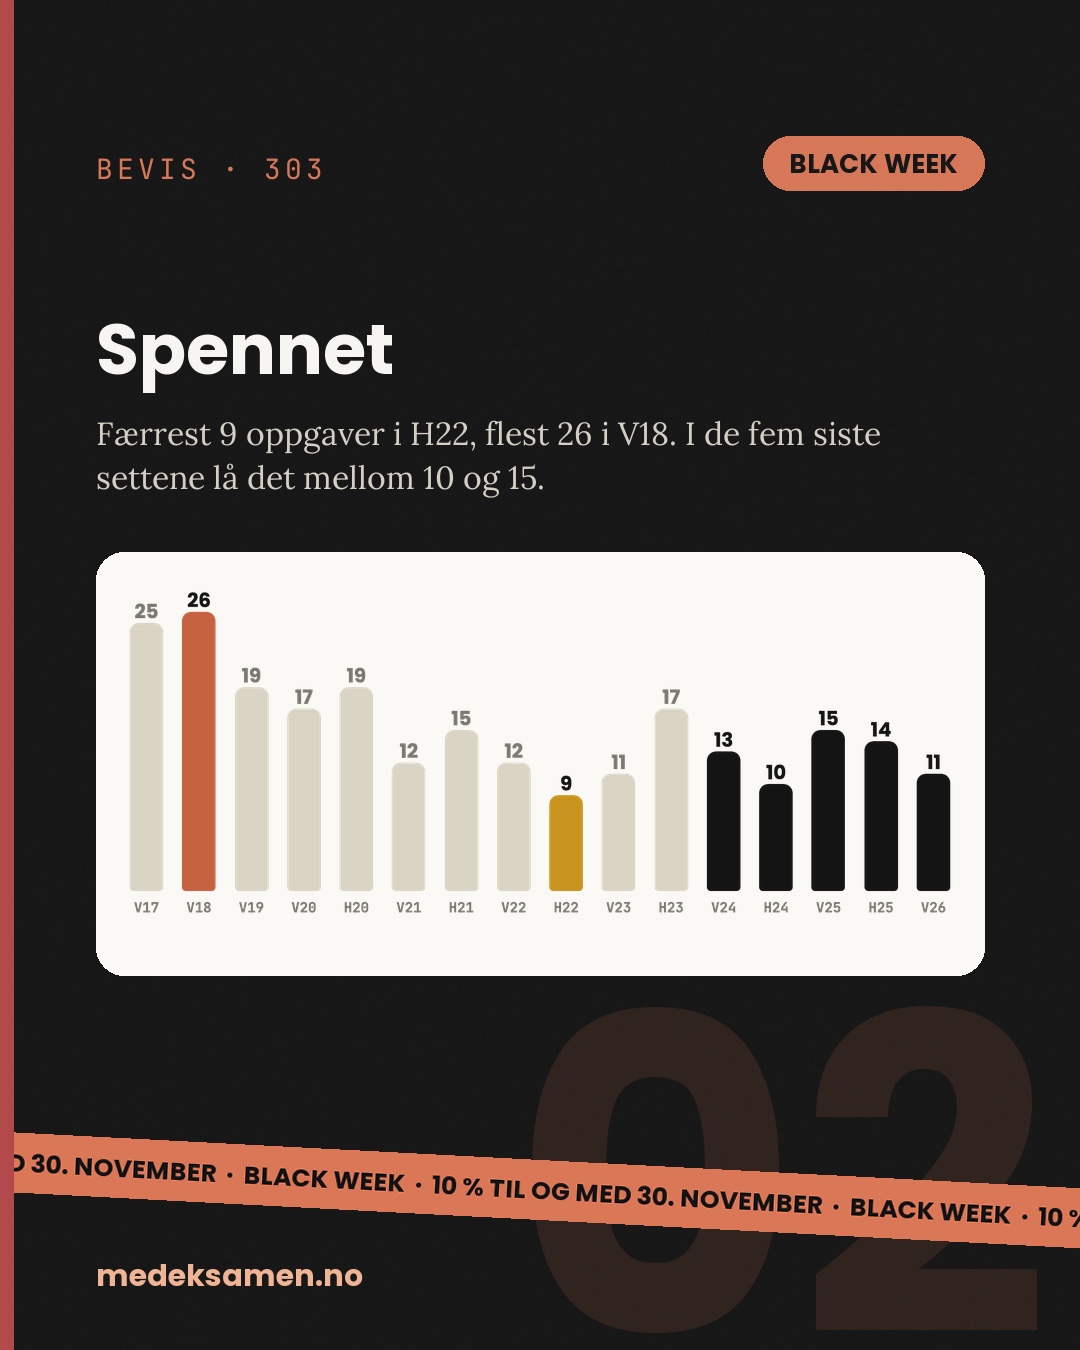 BEVIS · 303
BLACK WEEK
Spennet
Færrest 9 oppgaver i H22, flest 26 i V18. I de fem siste
settene lå det mellom 10 og 15.
25 26 19 17 19 12 15 12 9 11 17 13 10 15 14 11
V17 V18 V19 V20 H20 V21 H21 V22 H22 V23 H23 V24 H24 V25 H25 V26
02
30. NOVEMBER · BLACK WEEK · 10 % TIL OG MED 30. NOVEMBER · BLACK WEEK · 10 %
medeksamen.no